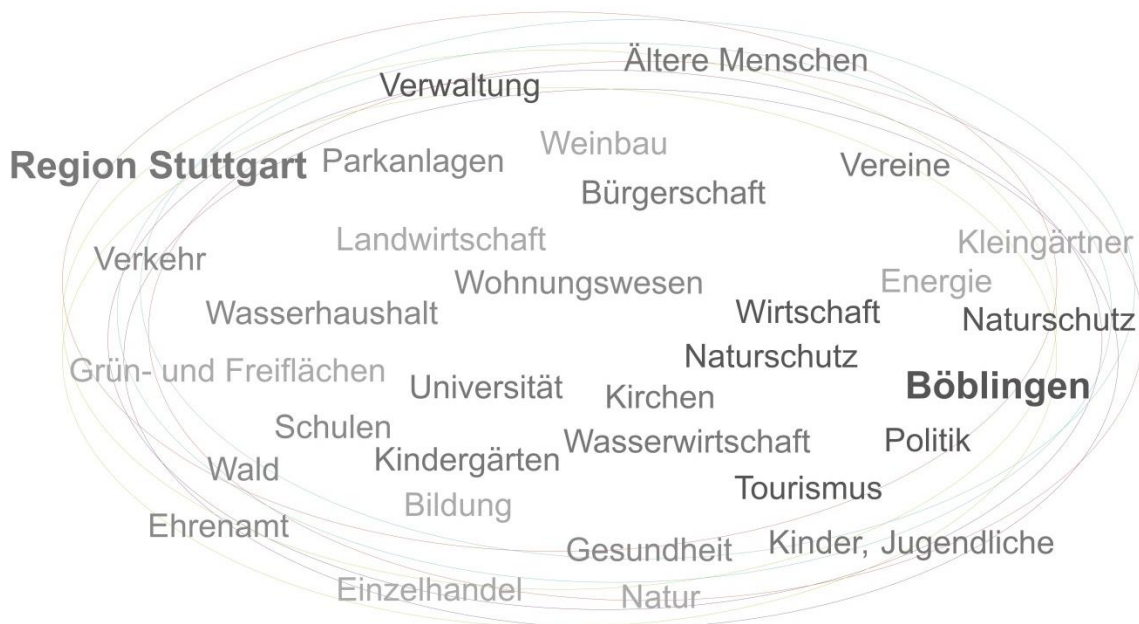 Ältere Menschen
Verwaltung
Weinbau
Region Stuttgart
Parkanlagen
Vereine
Bürgerschaft
Landwirtschaft
Kleingärtner
Verkehr
Wohnungswesen
Energie
Wasserhaushalt
Wirtschaft
Naturschutz
Naturschutz
Grün- und Freiflächen
Universität
Kirchen
Böblingen
Schulen
Wasserwirtschaft
Politik
Wald
Kindergärten
Tourismus
Bildung
Ehrenamt
Gesundheit
Kinder, Jugendliche
Einzelhandel
Natur